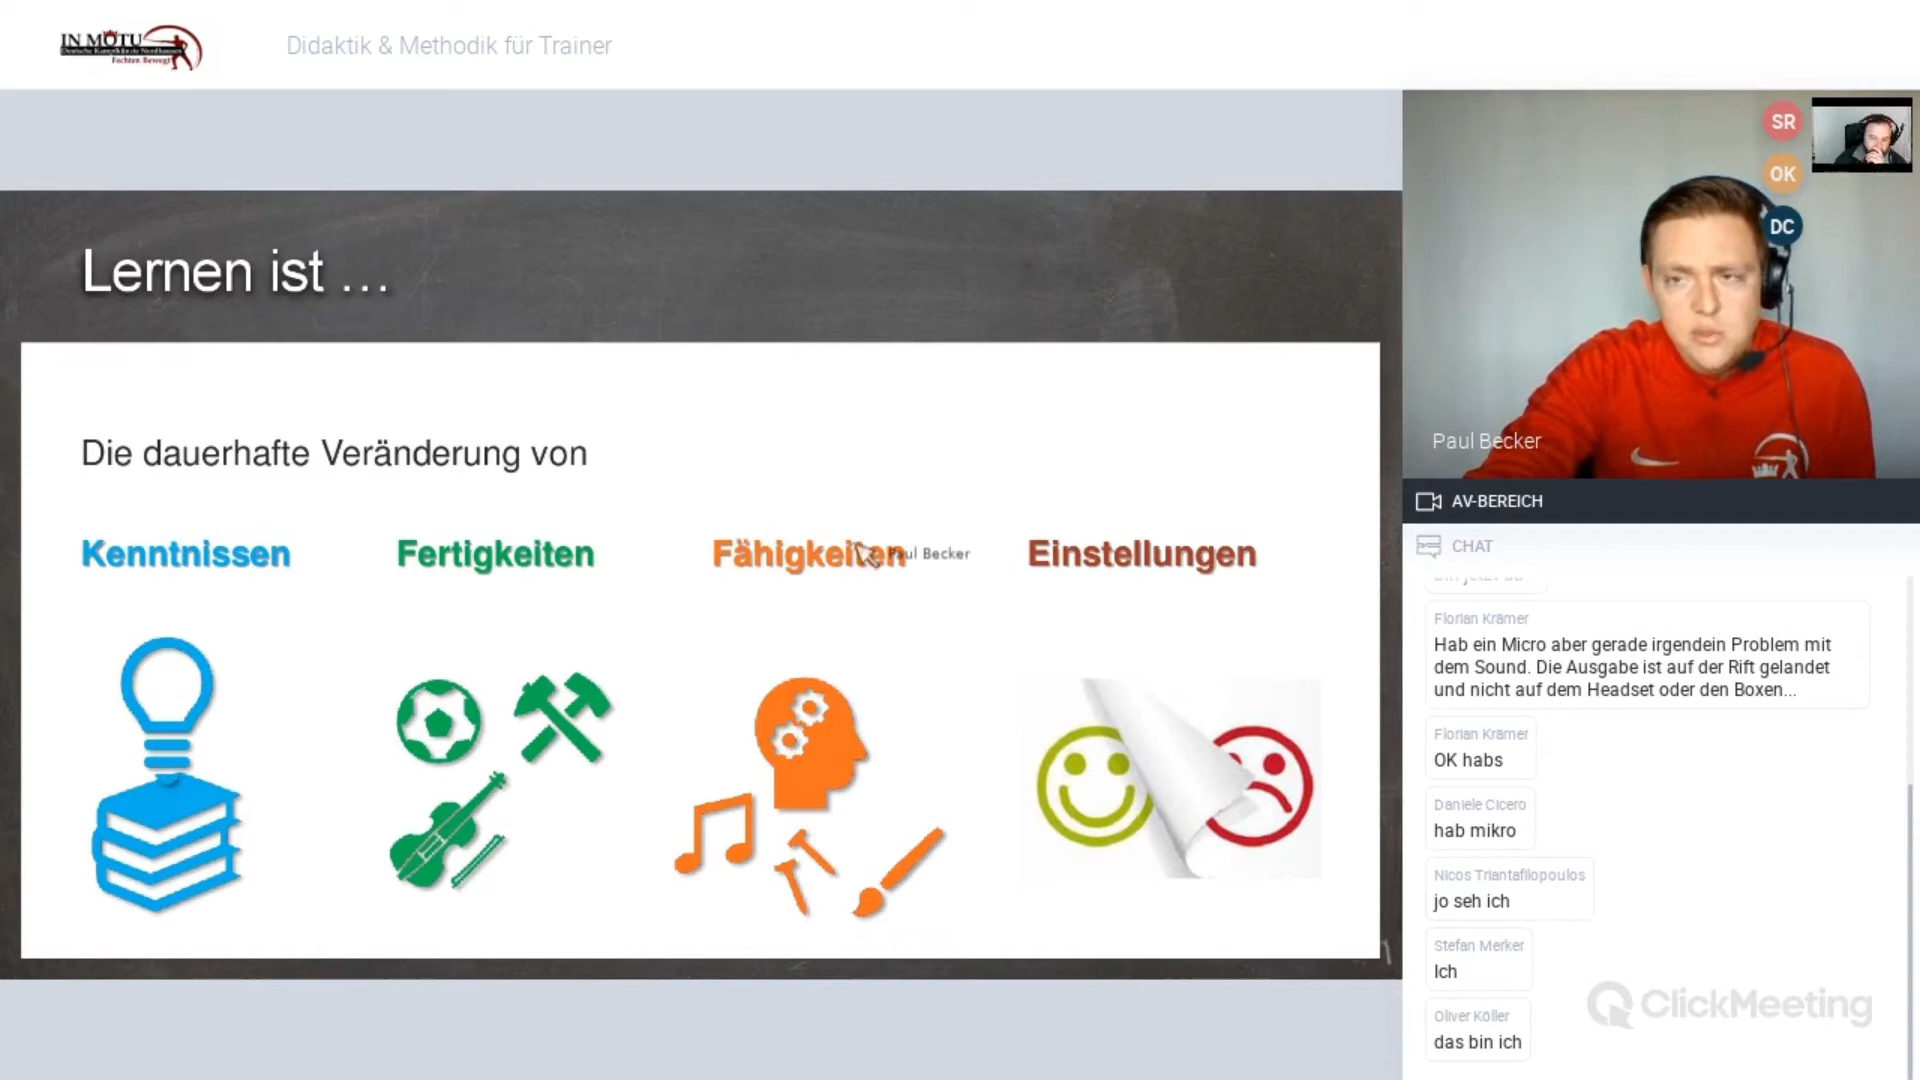 IN MOTU
Fechten Bewegt
Didaktik & Methodik für Trainer
Lernen ist …
Die dauerhafte Veränderung von
Kenntnissen
Fertigkeiten
Fähigkeiten
Paul Becker
Einstellungen
SR
OK
DC
Paul Becker
AV-BEREICH
CHAT
Florian Krämer
Hab ein Micro aber gerade irgendein Problem mit
dem Sound. Die Ausgabe ist auf der Rift gelandet
und nicht auf dem Headset oder den Boxen...
Florian Krämer
OK habs
Daniele Cicero
hab mikro
Nicos Triantafilopoulos
jo seh ich
Stefan Merker
Ich
Oliver Köller
das bin ich
ClickMeeting